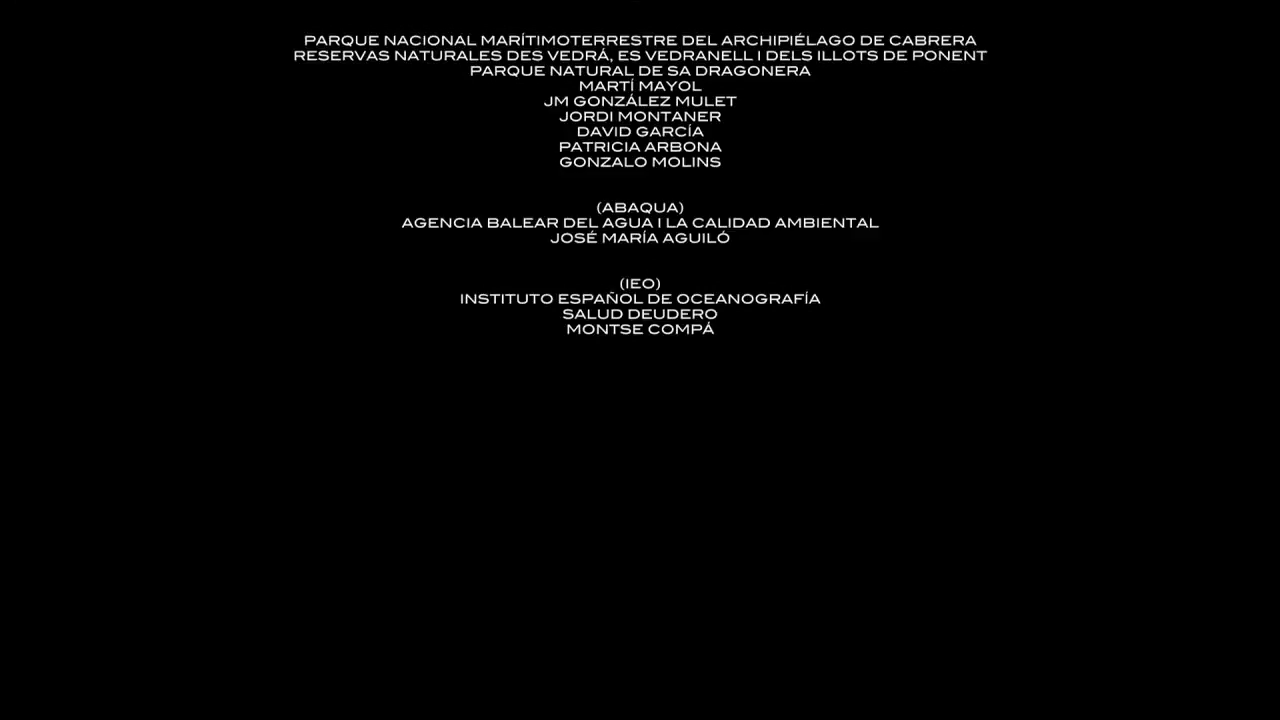 PARQUE NACIONAL MARÍTIMOTERRESTRE DEL ARCHIPIÉLAGO DE CABRERA
RESERVAS NATURALES DES VEDRÁ, ES VEDRANELL I DELS ILLOTS DE PONENT
PARQUE NATURAL DE SA DRAGONERA
MARTÍ MAYOL
JM GONZÁLEZ MULET
JORDI MONTANER
DAVID GARCÍA
PATRICIA ARBONA
GONZALO MOLINS
(ABAQUA)
AGENCIA BALEAR DEL AGUA I LA CALIDAD AMBIENTAL
JOSÉ MARÍA AGUILÓ
(IEO)
INSTITUTO ESPAÑOL DE OCEANOGRAFÍA
SALUD DEUDERO
MONTSE COMPÁ